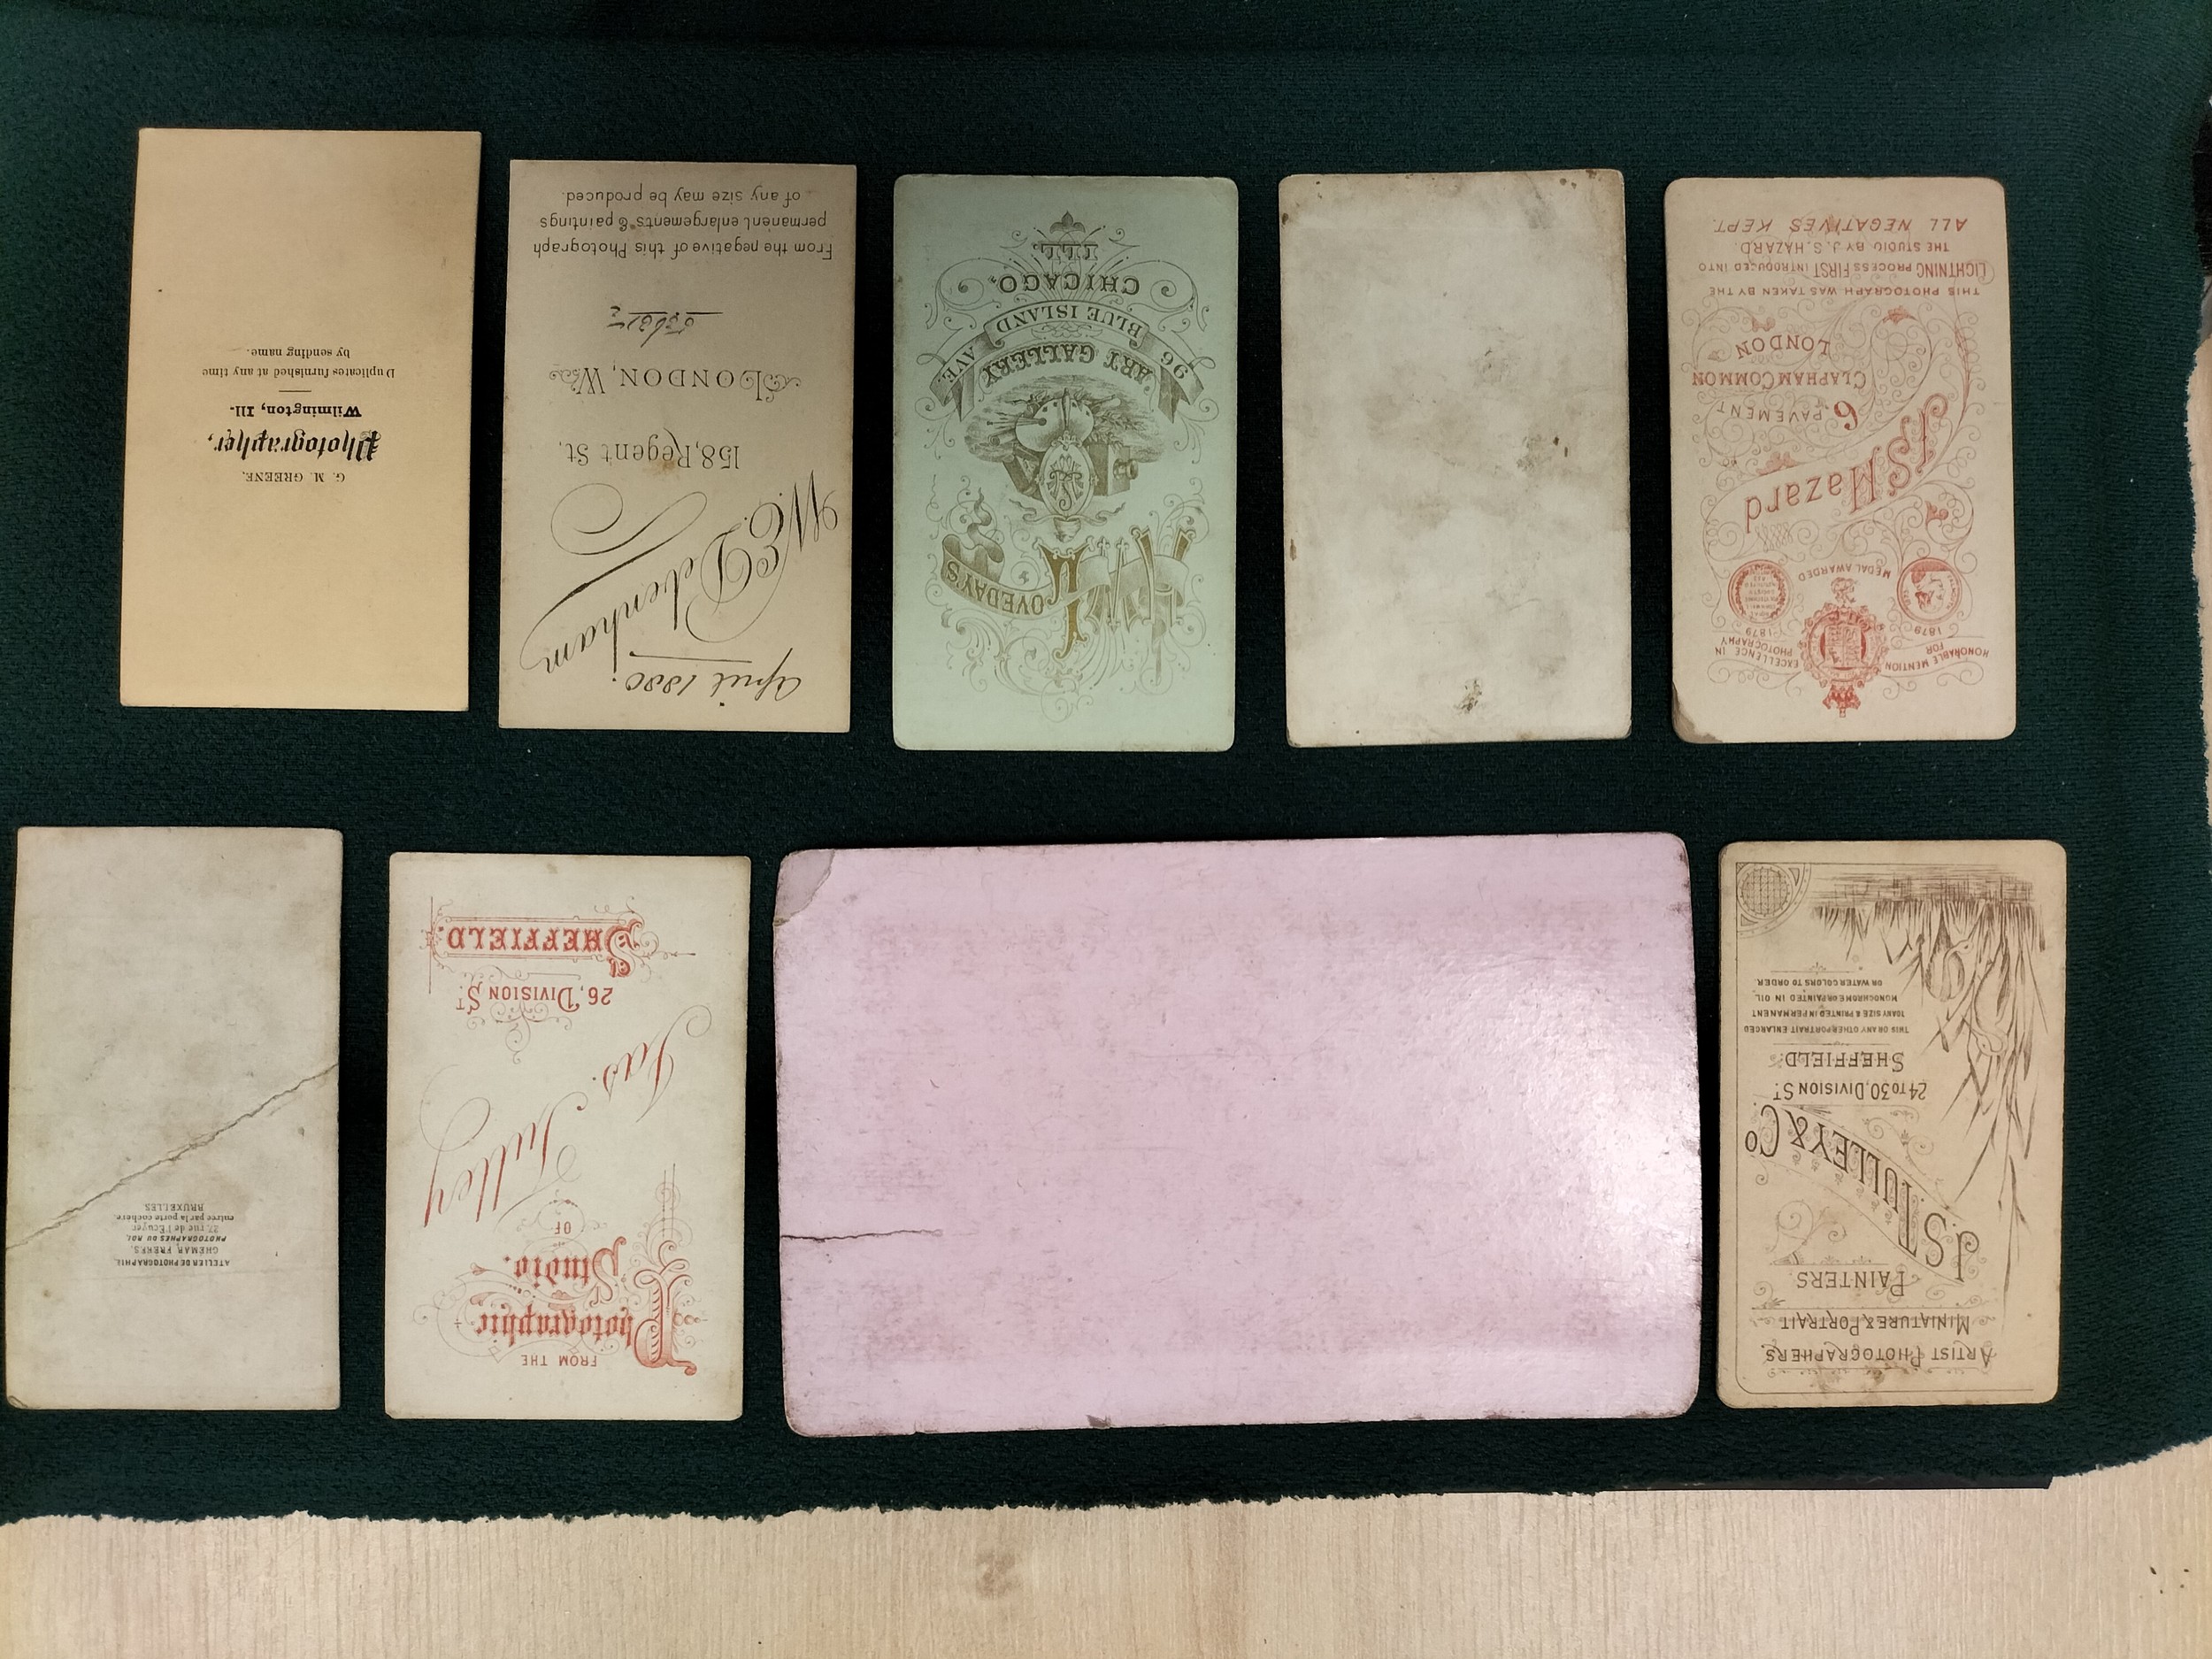 G. M. GREENE,
Photographer,
Wilmington, Ill.
Duplicates furnished at any time
by sending name.
April 1880.
W.E. Debenham
158, Regent St.
LONDON, W.
From the negative of this Photograph
permanent enlargements & paintings
of any size may be produced.
LOVEDAY'S
ART GALLERY
96 BLUE ISLAND AVE.
CHICAGO,
ILL.
HONORABLE MENTION
FOR
EXCELLENCE IN
PHOTOGRAPHY
1879
1879
MEDAL AWARDED
J.S. Hazard
6 PAVEMENT
CLAPHAM COMMON
LONDON
THIS PHOTOGRAPH WAS TAKEN BY THE
LIGHTNING PROCESS FIRST INTRODUCED INTO
THE STUDIO BY J. S. HAZARD.
ALL NEGATIVES KEPT.
ATELIER DE PHOTOGRAPHIE
GHÉMAR FRÈRES,
PHOTOGRAPHES DU ROI,
27, rue de l'Ecuyer
entrée par la porte cochère.
BRUXELLES
FROM THE
Photographic
Studio.
OF
Jas. Tulley
26, DIVISION ST.
SHEFFIELD.
ARTIST PHOTOGRAPHERS.
MINIATURE & PORTRAIT
PAINTERS
J.S. TULLEY & Co
24 TO 30, DIVISION ST
SHEFFIELD.
THIS OR ANY OTHER PORTRAIT ENLARGED
TO ANY SIZE & PRINTED IN PERMANENT
MONOCHROME OR PAINTED IN OIL
OR WATER COLORS TO ORDER.